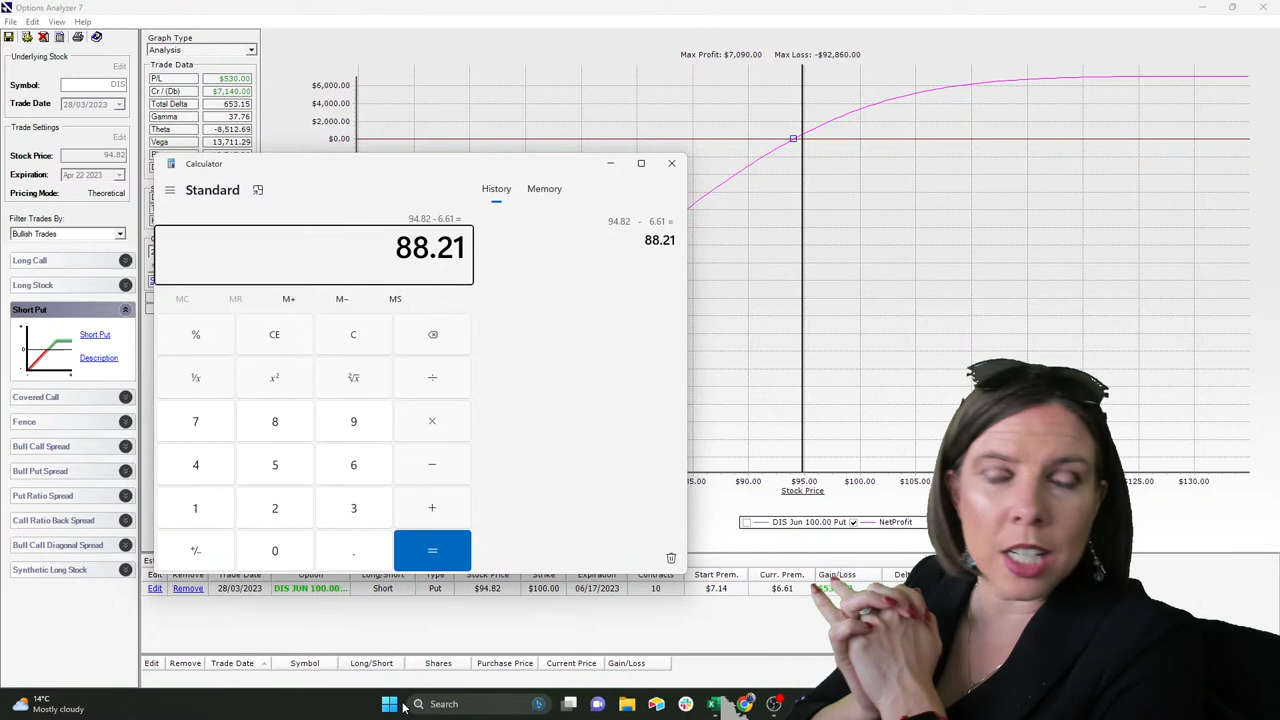 Options Analyzer 7
File Edit View Help
Underlying Stock
Edit
Symbol: DIS
Trade Date 28/03/2023
Trade Settings
Edit
Stock Price: 94.82
Expiration: Apr 22 2023
Pricing Mode: Theoretical
Filter Trades By:
Bullish Trades
Long Call
Long Stock
Short Put
Short Put
Description
Covered Call
Fence
Bull Call Spread
Bull Put Spread
Put Ratio Spread
Call Ratio Back Spread
Bull Call Diagonal Spread
Synthetic Long Stock
Graph Type
Analysis
Trade Data
P/L $530.00
Cr / (Db) $7,140.00
Total Delta 653.15
Gamma 37.76
Theta -8,512.69
Vega 13,711.29
Max Profit: $7,090.00 Max Loss: -$92,860.00
$6,000.00
$4,000.00
$2,000.00
$0.00
Calculator
Standard
History Memory
94.82 - 6.61 =
88.21
94.82 - 6.61 =
88.21
MC MR M+ M− MS
% CE C
¹/x x² ²√x ÷
7 8 9 ×
4 5 6 −
1 2 3 +
+/− 0 . =
$90.00 $95.00 $100.00 $105.00 $110.00 $115.00 $120.00 $125.00 $130.00
Stock Price
DIS Jun 100.00 Put NetProfit
Edit Remove Trade Date Option Long/Short Type Stock Price Strike Expiration Contracts Start Prem. Curr. Prem. Gain/Loss
Edit Remove 28/03/2023 DIS JUN 100.00... Short Put $94.82 $100.00 06/17/2023 10 $7.14 $6.61
Edit Remove Trade Date Symbol Long/Short Shares Purchase Price Current Price Gain/Loss
14°C
Mostly cloudy
Search